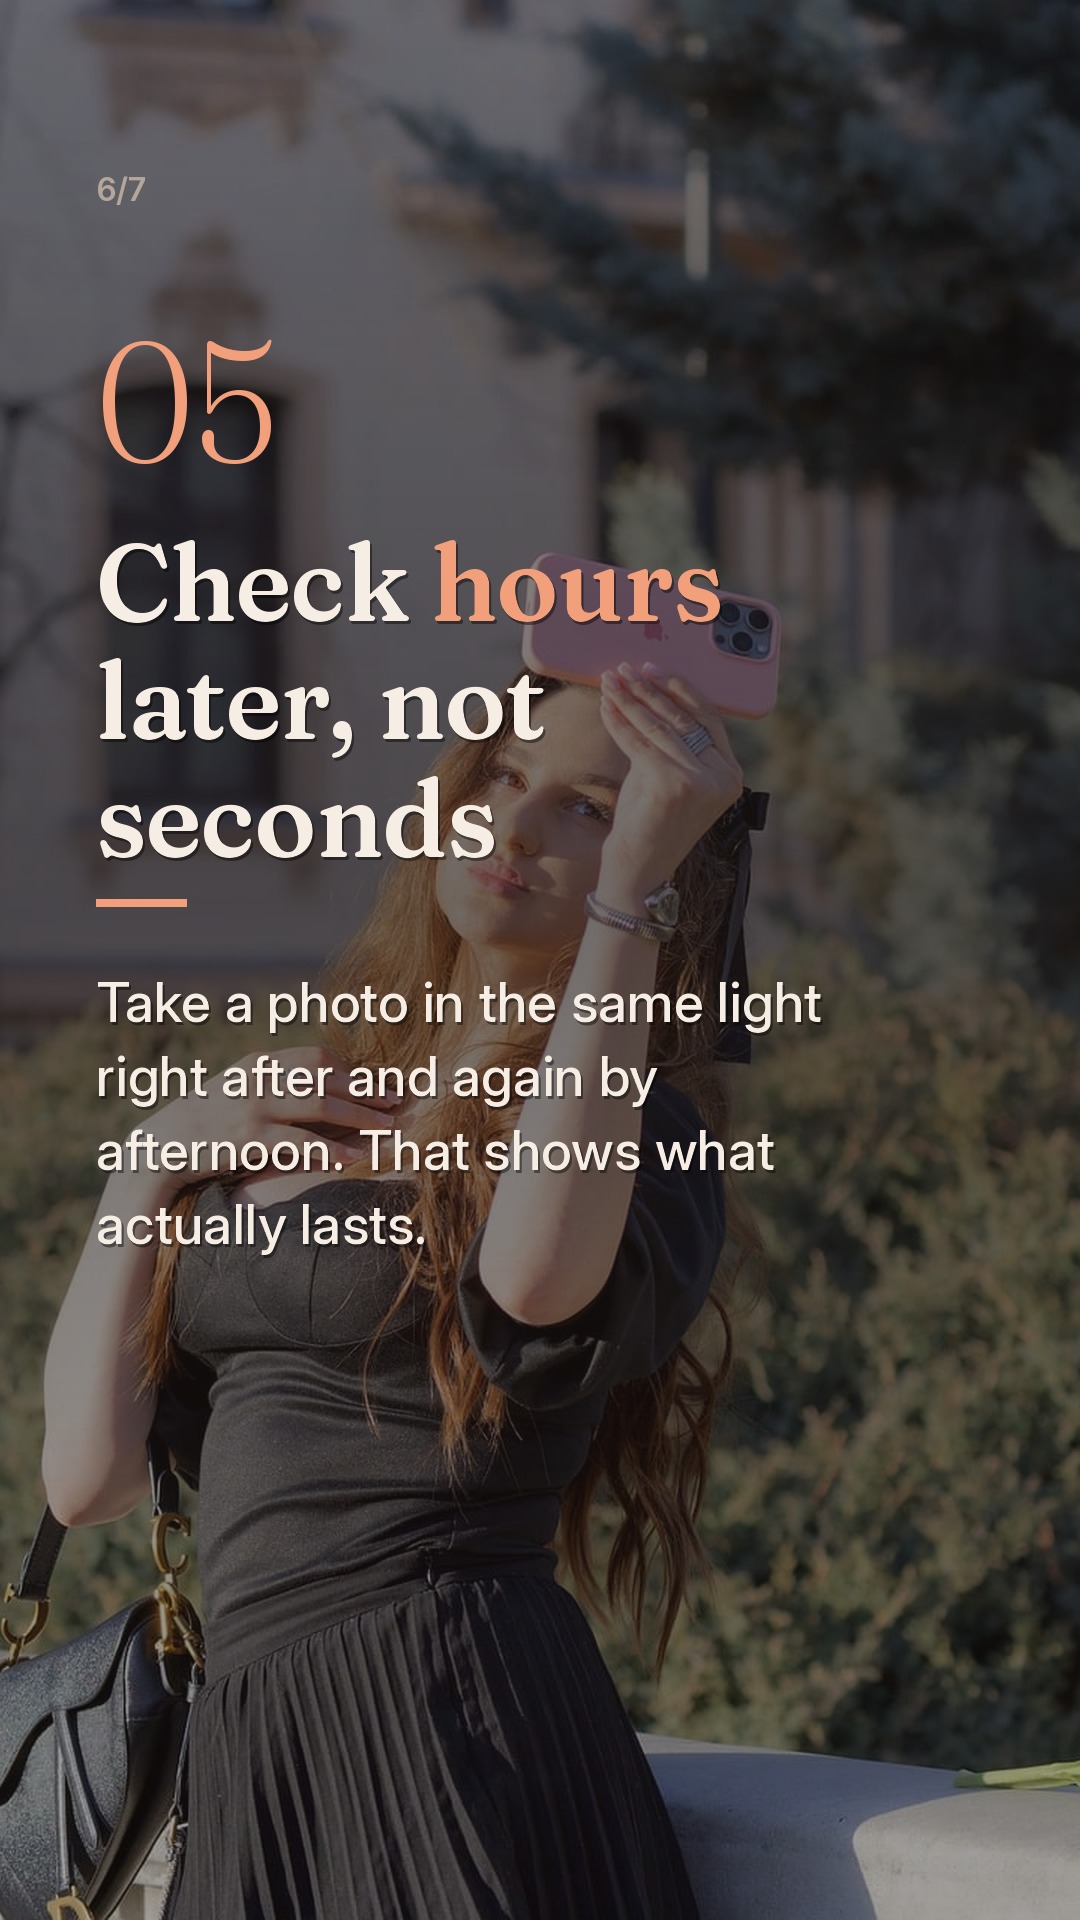 6/7
05
Check hours
later, not
seconds
Take a photo in the same light
right after and again by
afternoon. That shows what
actually lasts.